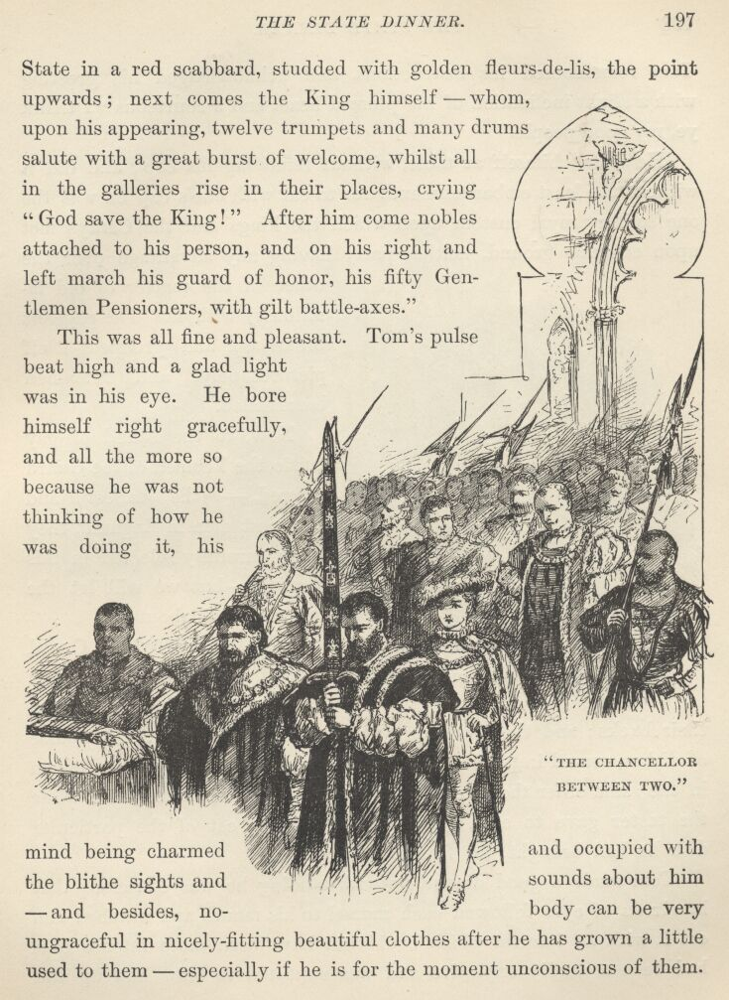 THE STATE DINNER. 197
State in a red scabbard, studded with golden fleurs-de-lis, the point
upwards; next comes the King himself — whom,
upon his appearing, twelve trumpets and many drums
salute with a great burst of welcome, whilst all
in the galleries rise in their places, crying
“God save the King!” After him come nobles
attached to his person, and on his right and
left march his guard of honor, his fifty Gen-
tlemen Pensioners, with gilt battle-axes.”
This was all fine and pleasant. Tom’s pulse
beat high and a glad light
was in his eye. He bore
himself right gracefully,
and all the more so
because he was not
thinking of how he
was doing it, his
“THE CHANCELLOR
BETWEEN TWO.”
mind being charmed and occupied with
the blithe sights and sounds about him
— and besides, no- body can be very
ungraceful in nicely-fitting beautiful clothes after he has grown a little
used to them — especially if he is for the moment unconscious of them.